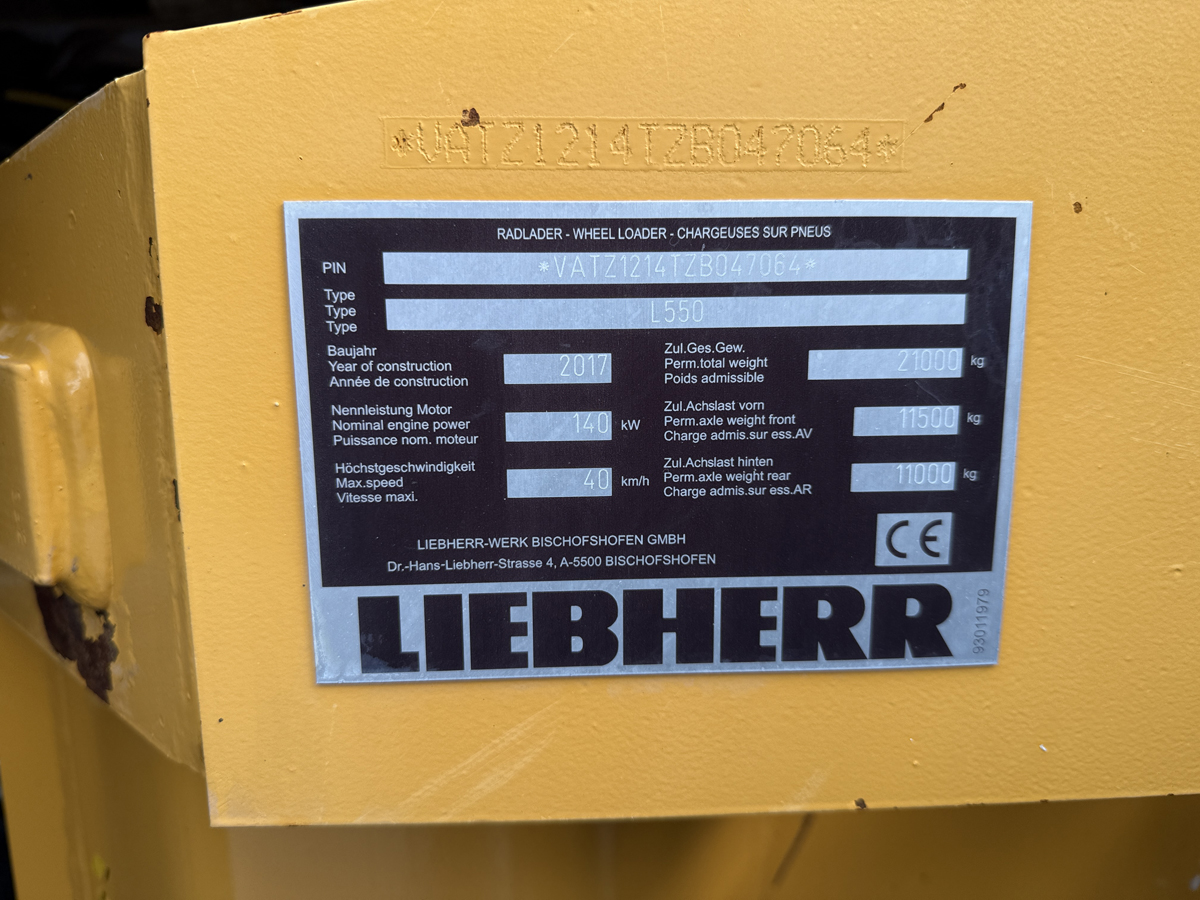 *VATZ1214TZB047064*
RADLADER - WHEEL LOADER - CHARGEUSES SUR PNEUS
PIN *VATZ1214TZB047064*
Type
Type L550
Type
Baujahr
Year of construction 2017
Année de construction
Zul.Ges.Gew.
Perm.total weight 21000 kg
Poids admissible
Nennleistung Motor
Nominal engine power 140 kW
Puissance nom. moteur
Zul.Achslast vorn
Perm.axle weight front 11500 kg
Charge admis.sur ess.AV
Höchstgeschwindigkeit
Max.speed 40 km/h
Vitesse maxi.
Zul.Achslast hinten
Perm.axle weight rear 11000 kg
Charge admis.sur ess.AR
LIEBHERR-WERK BISCHOFSHOFEN GMBH
Dr.-Hans-Liebherr-Strasse 4, A-5500 BISCHOFSHOFEN
CE
LIEBHERR
93011979